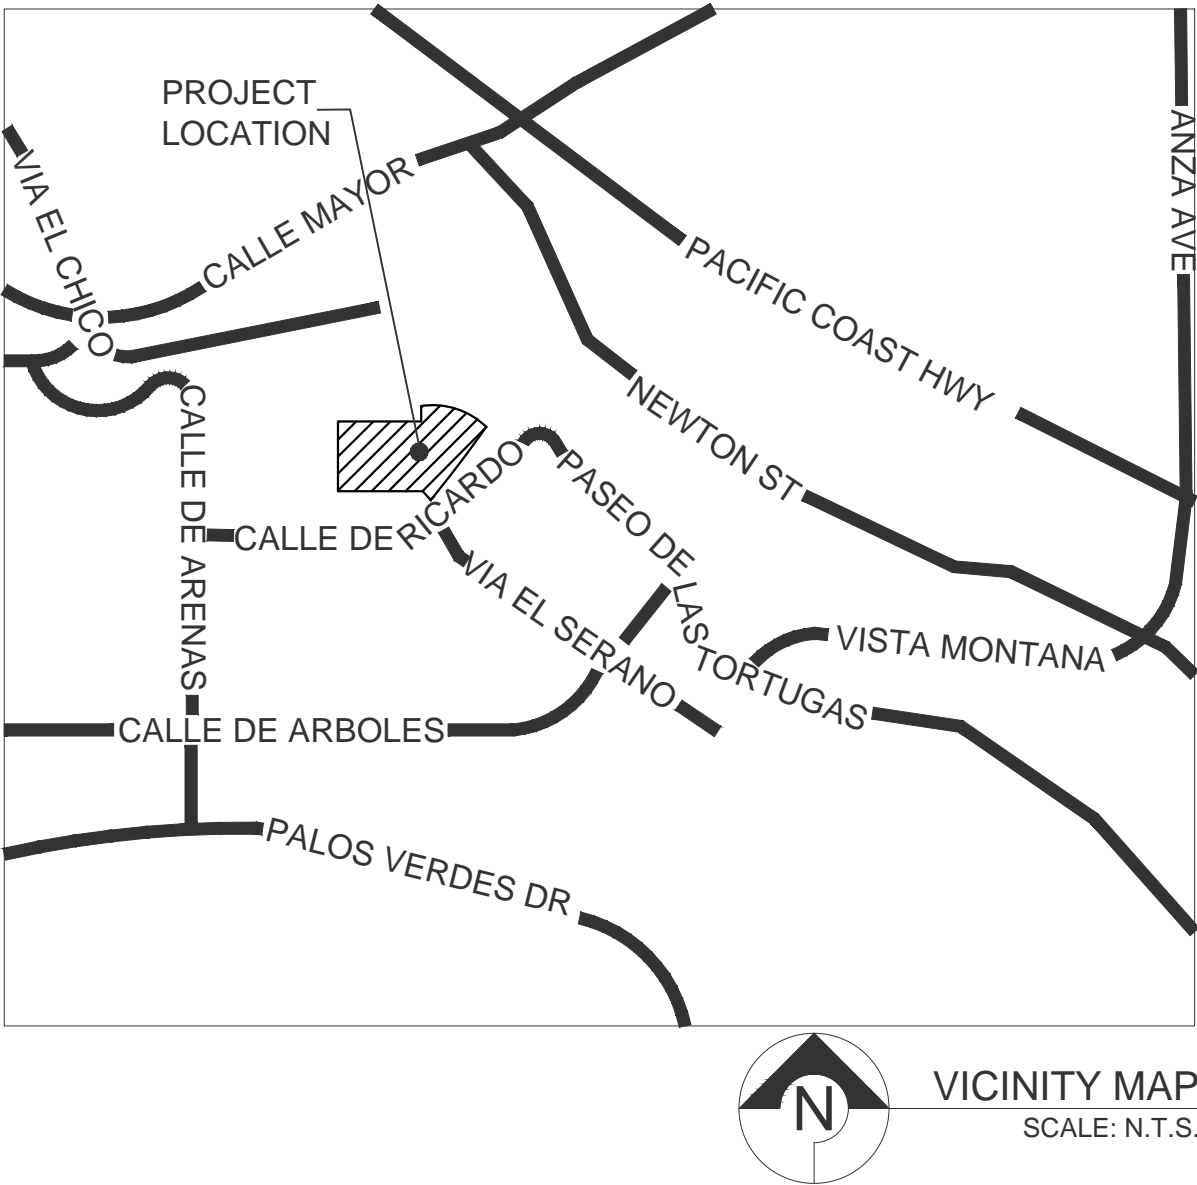 PROJECT
LOCATION
ANZA AVE
VIA EL CHICO
CALLE MAYOR
PACIFIC COAST HWY
NEWTON ST
CALLE DE ARENAS
CALLE DE RICARDO
PASEO DE LAS TORTUGAS
VIA EL SERANO
VISTA MONTANA
CALLE DE ARBOLES
PALOS VERDES DR
N
VICINITY MAP
SCALE: N.T.S.